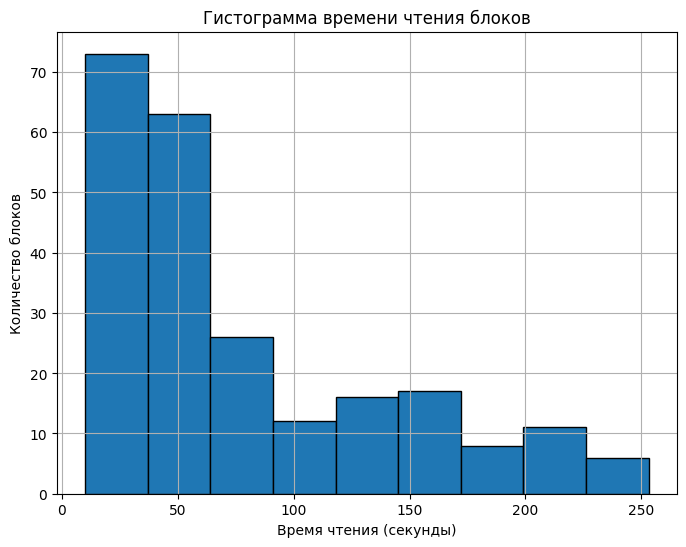 Гистограмма времени чтения блоков
Количество блоков
70
60
50
40
30
20
10
0
0 50 100 150 200 250
Время чтения (секунды)